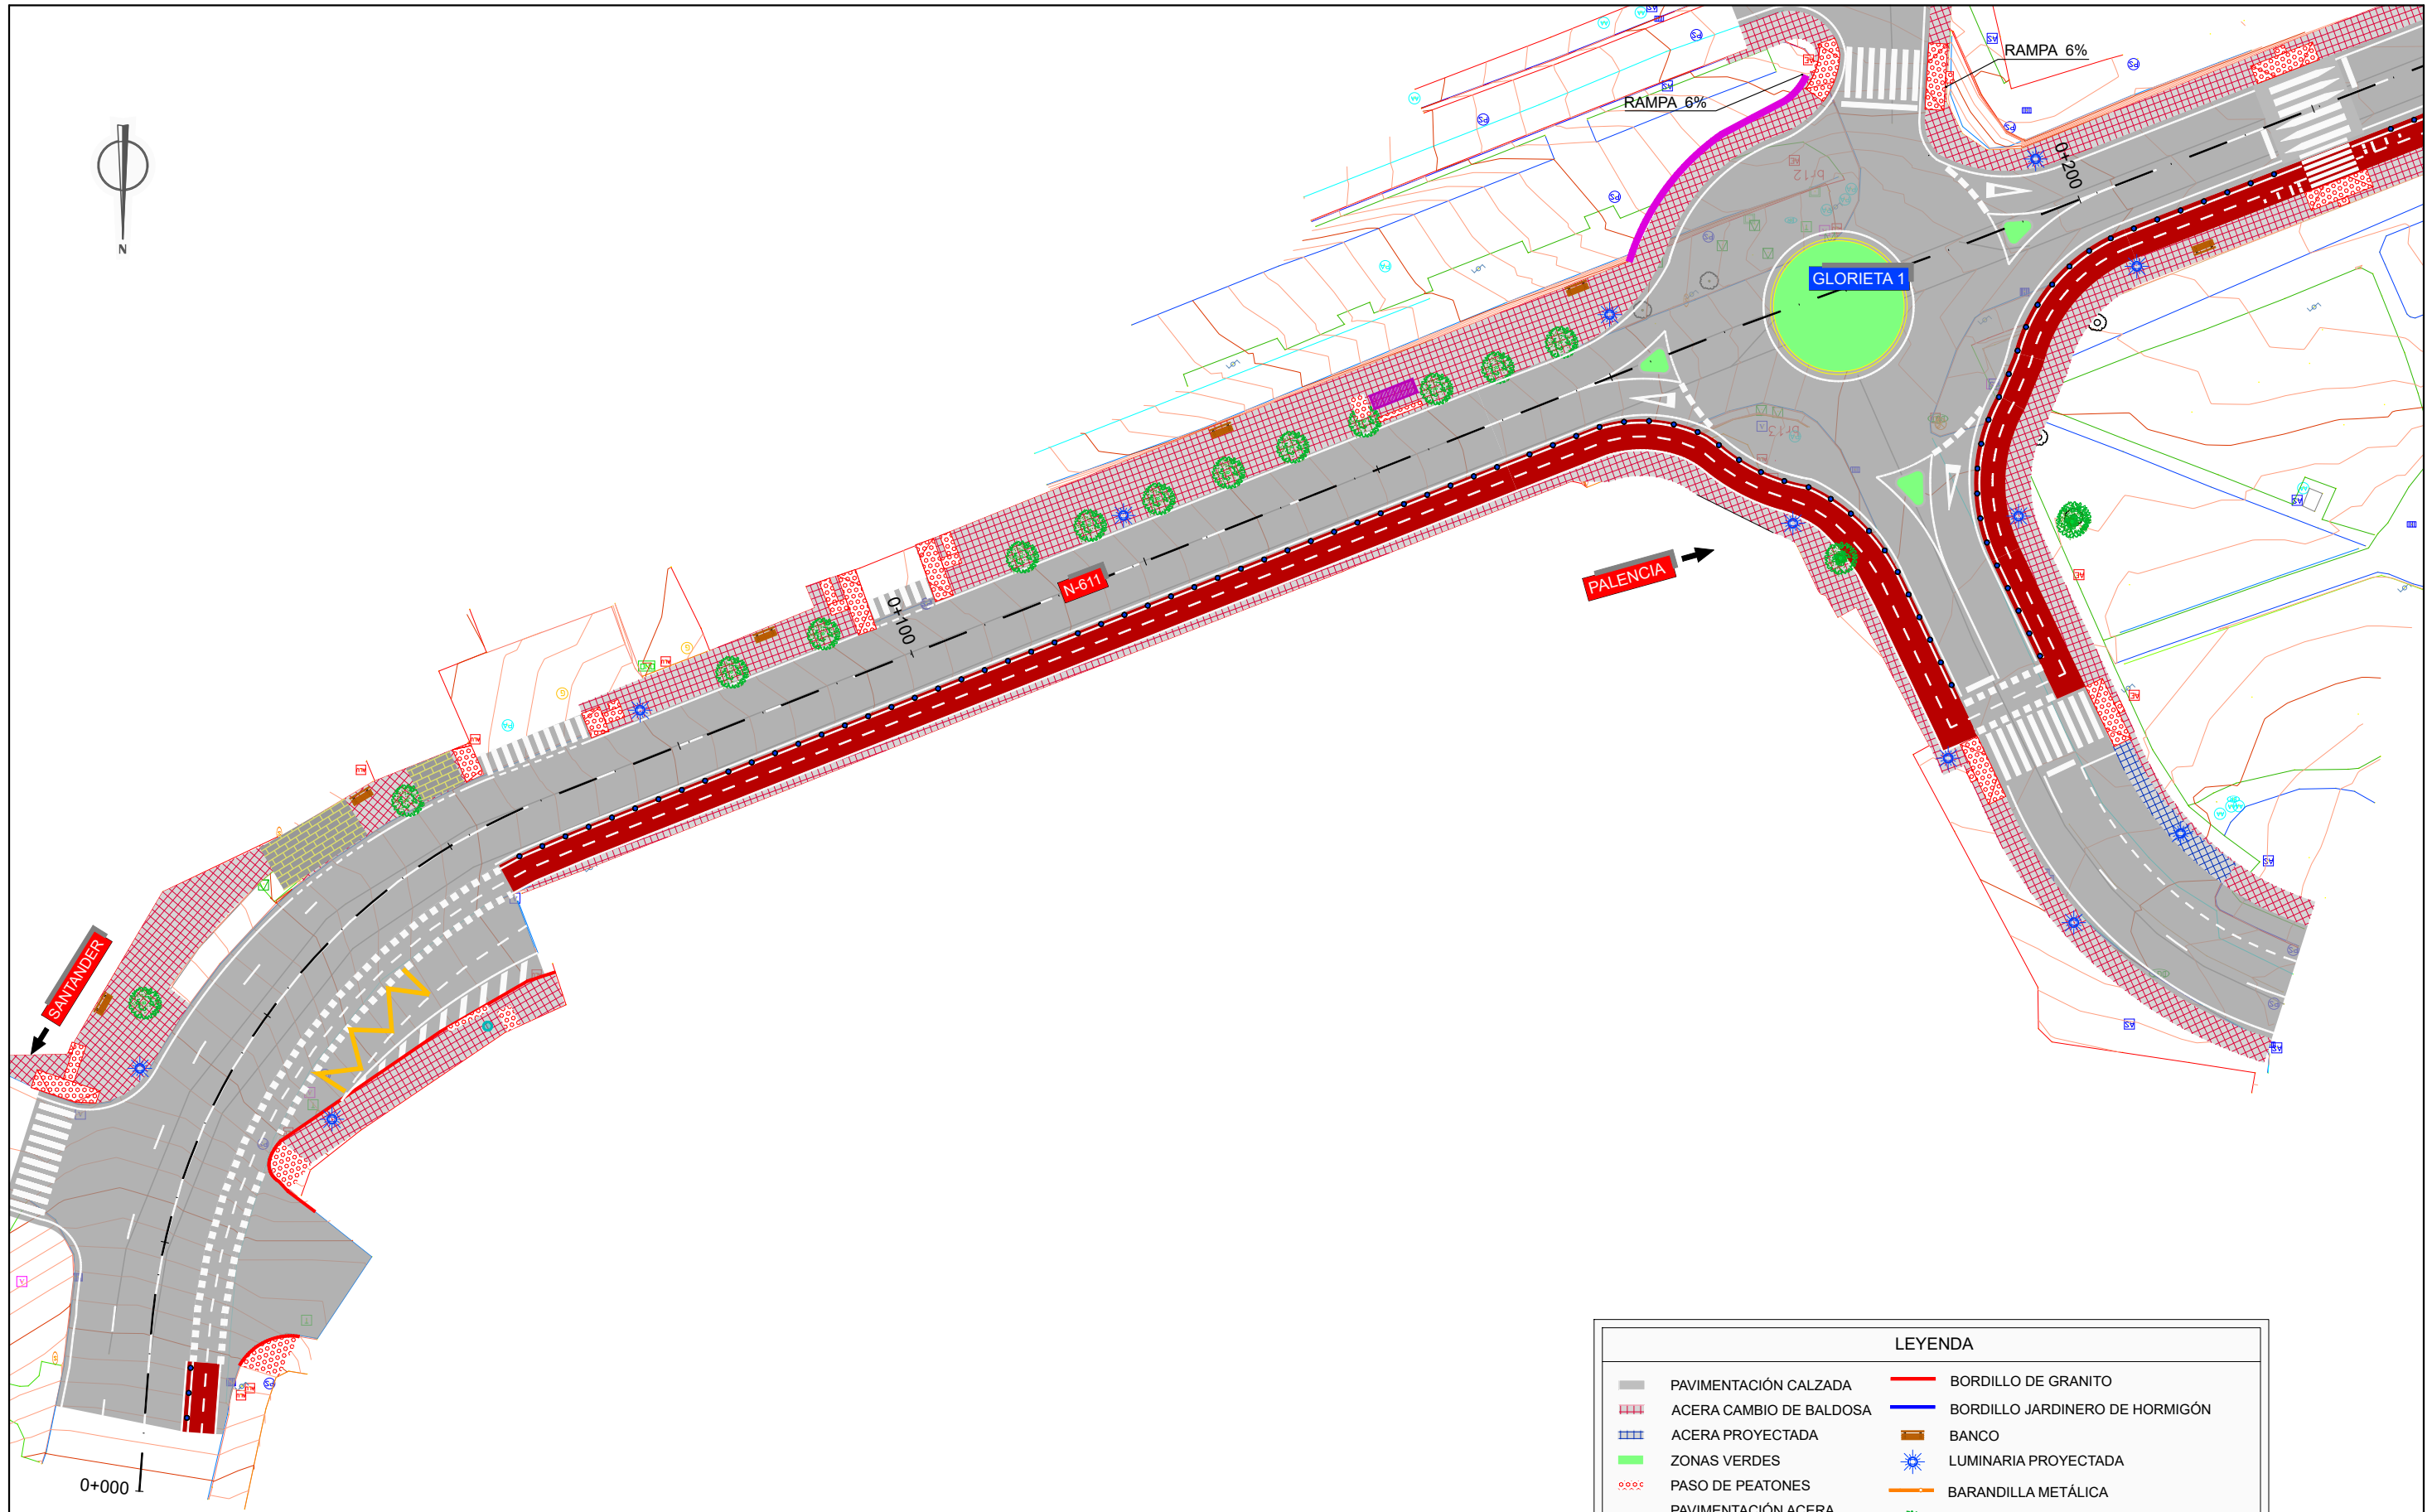 RAMPA 6%
RAMPA 6%
N
br12
0+200
GLORIETA 1
br13
N-611
PALENCIA
0+100
SANTANDER
0+000
LEYENDA
PAVIMENTACIÓN CALZADA
ACERA CAMBIO DE BALDOSA
ACERA PROYECTADA
ZONAS VERDES
PASO DE PEATONES
PAVIMENTACIÓN ACERA
BORDILLO DE GRANITO
BORDILLO JARDINERO DE HORMIGÓN
BANCO
LUMINARIA PROYECTADA
BARANDILLA METÁLICA